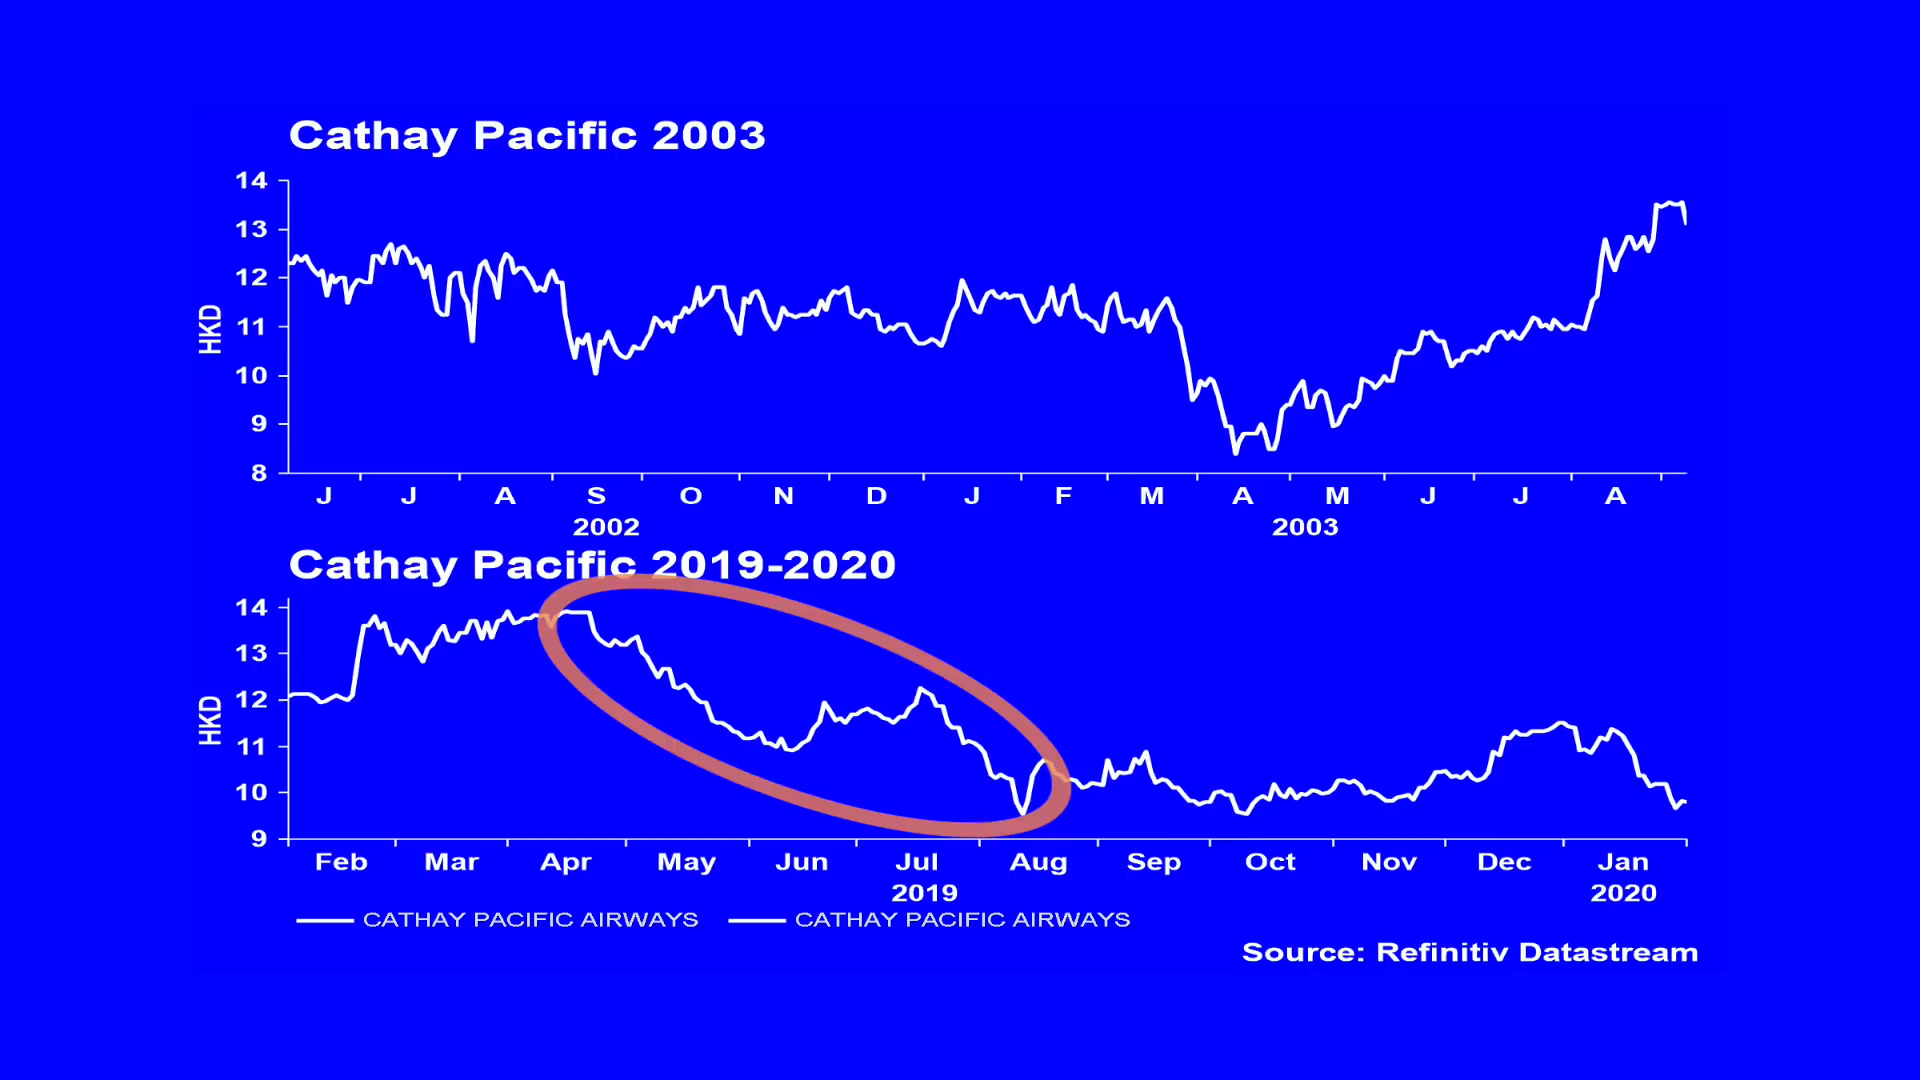 Cathay Pacific 2003
14
13
12
11
10
9
8
HKD
J J A S O N D J F M A M J J A
2002 2003
Cathay Pacific 2019-2020
14
13
12
11
10
9
HKD
Feb Mar Apr May Jun Jul Aug Sep Oct Nov Dec Jan
2019 2020
CATHAY PACIFIC AIRWAYS CATHAY PACIFIC AIRWAYS
Source: Refinitiv Datastream